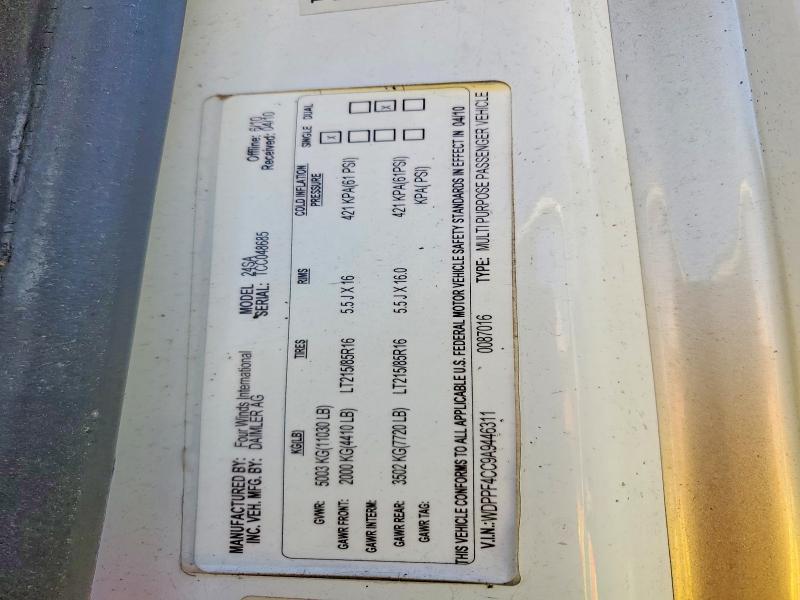 MANUFACTURED BY: Four Winds International MODEL 24SA Offline: 6/10
INC. VEH. MFG. BY: DAIMLER AG SERIAL: 1CC048685 Received: 04/10
KG(LB) TIRES RIMS COLD INFLATION PRESSURE SINGLE DUAL
GVWR: 5003 KG(11030 LB)
GAWR FRONT: 2000 KG(4410 LB) LT215/85R16 5.5J X 16 421 KPA(61 PSI) X
GAWR INTERM:
GAWR REAR: 3502 KG(7720 LB) LT215/85R16 5.5J X 16.0 421 KPA(61PSI) X
GAWR TAG: KPA(PSI)
THIS VEHICLE CONFORMS TO ALL APPLICABLE U.S. FEDERAL MOTOR VEHICLE SAFETY STANDARDS IN EFFECT IN 04/10
V.I.N.:WDPPF4CC9A9446311 0087016 TYPE: MULTI PURPOSE PASSENGER VEHICLE